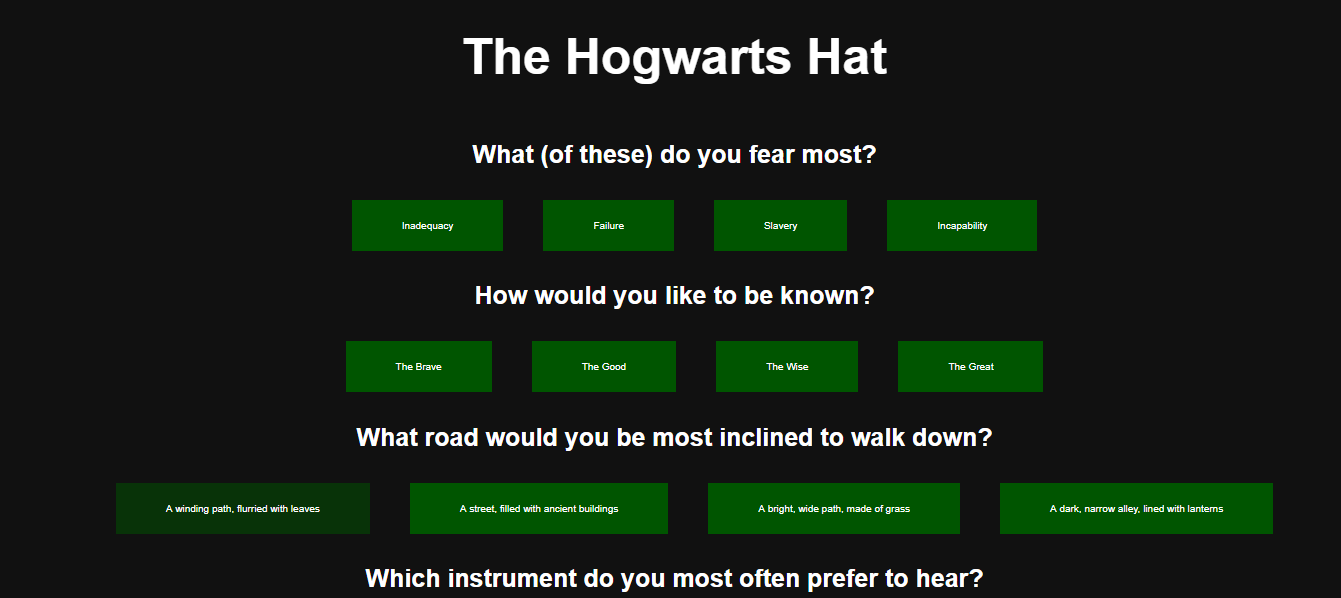 The Hogwarts Hat
What (of these) do you fear most?
Inadequacy Failure Slavery Incapability
How would you like to be known?
The Brave The Good The Wise The Great
What road would you be most inclined to walk down?
A winding path, flurried with leaves A street, filled with ancient buildings A bright, wide path, made of grass A dark, narrow alley, lined with lanterns
Which instrument do you most often prefer to hear?